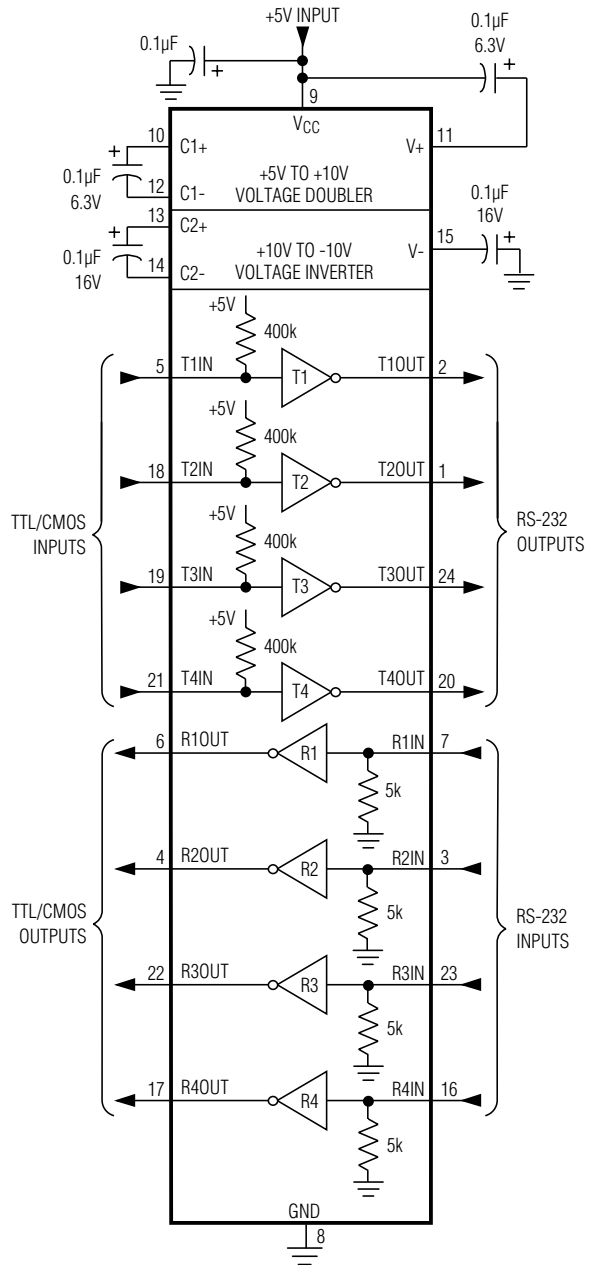 +5V INPUT
0.1µF
0.1µF
6.3V
9
VCC
10
C1+
V+
11
0.1µF
6.3V
12
C1-
+5V TO +10V
VOLTAGE DOUBLER
13
C2+
0.1µF
16V
14
C2-
+10V TO -10V
VOLTAGE INVERTER
V-
15
0.1µF
16V
+5V
400k
5
T1IN
T1
T1OUT
2
+5V
400k
18
T2IN
T2
T2OUT
1
TTL/CMOS
INPUTS
RS-232
OUTPUTS
+5V
400k
19
T3IN
T3
T3OUT
24
+5V
400k
21
T4IN
T4
T4OUT
20
6
R1OUT
R1
R1IN
7
5k
4
R2OUT
R2
R2IN
3
5k
TTL/CMOS
OUTPUTS
RS-232
INPUTS
22
R3OUT
R3
R3IN
23
5k
17
R4OUT
R4
R4IN
16
5k
GND
8